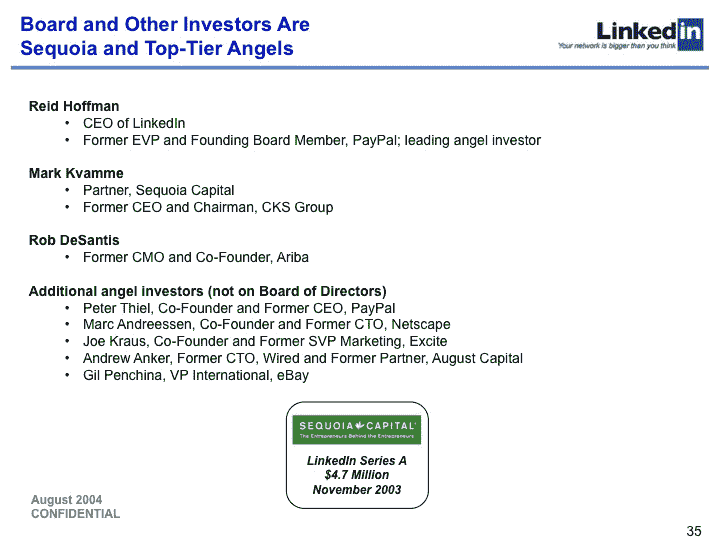 Board and Other Investors Are
Sequoia and Top-Tier Angels
Linked in
Your network is bigger than you think
Reid Hoffman
• CEO of LinkedIn
• Former EVP and Founding Board Member, PayPal; leading angel investor
Mark Kvamme
• Partner, Sequoia Capital
• Former CEO and Chairman, CKS Group
Rob DeSantis
• Former CMO and Co-Founder, Ariba
Additional angel investors (not on Board of Directors)
• Peter Thiel, Co-Founder and Former CEO, PayPal
• Marc Andreessen, Co-Founder and Former CTO, Netscape
• Joe Kraus, Co-Founder and Former SVP Marketing, Excite
• Andrew Anker, Former CTO, Wired and Former Partner, August Capital
• Gil Penchina, VP International, eBay
SEQUOIA CAPITAL
The Entrepreneurs Behind the Entrepreneurs
LinkedIn Series A
$4.7 Million
November 2003
August 2004
CONFIDENTIAL
35